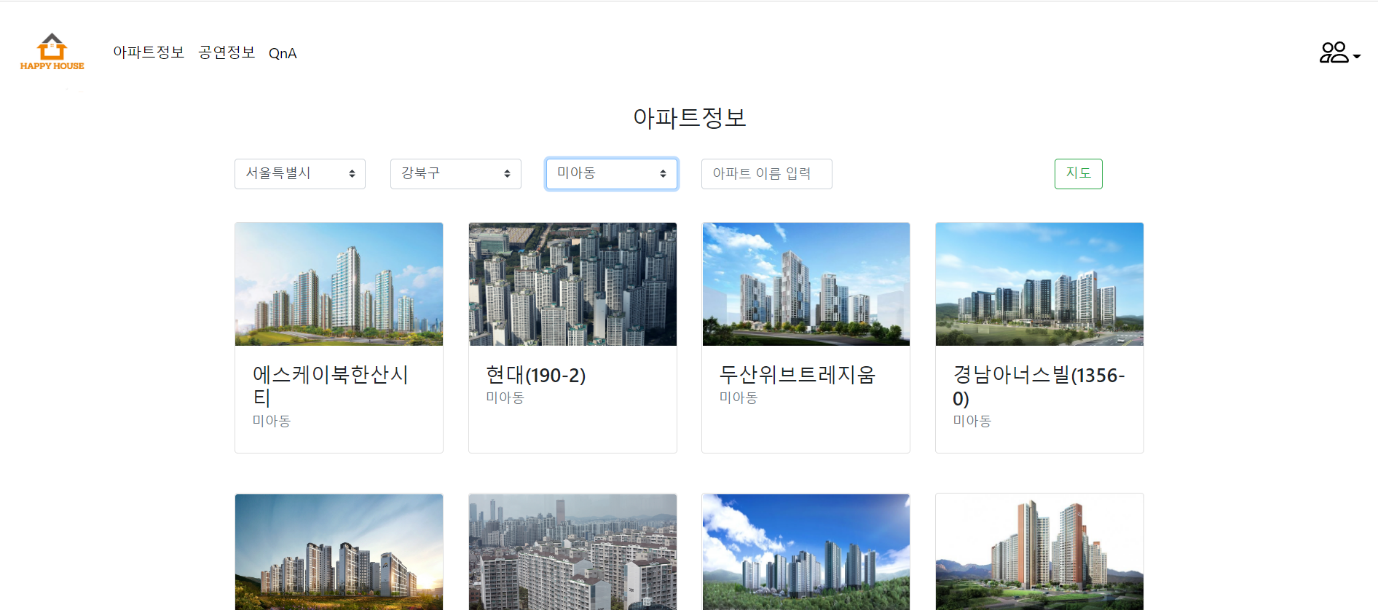 HAPPY HOUSE
아파트정보 공연정보 QnA
아파트정보
서울특별시 강북구 미아동 아파트 이름 입력 지도
에스케이북한산시
티
미아동
현대(190-2)
미아동
두산위브트레지움
미아동
경남아너스빌(1356-
0)
미아동